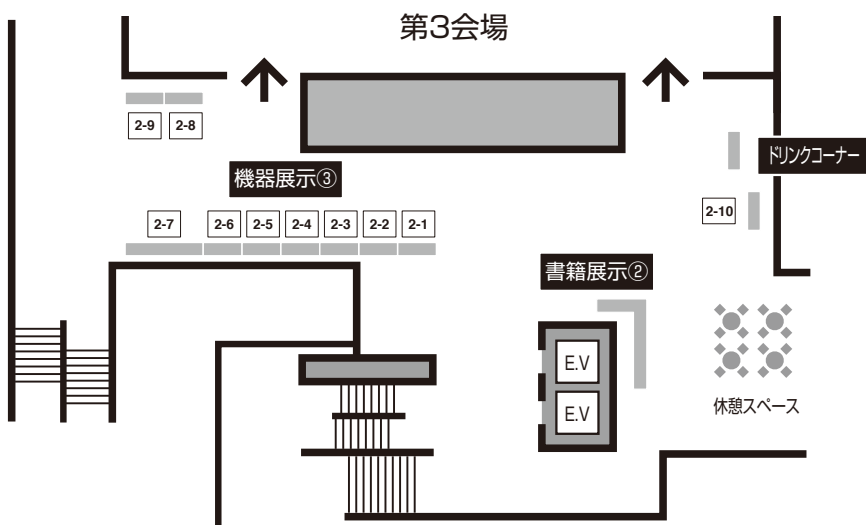 第3会場
2-9
2-8
ドリンクコーナー
機器展示③
2-10
2-7
2-6
2-5
2-4
2-3
2-2
2-1
書籍展示②
E.V
E.V
休憩スペース